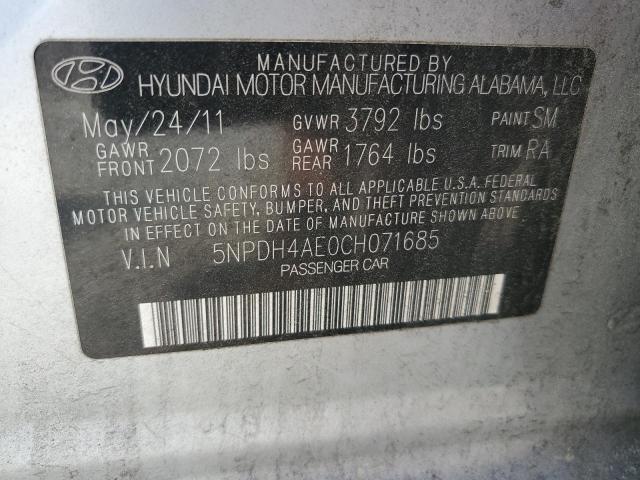 MANUFACTURED BY
HYUNDAI MOTOR MANUFACTURING ALABAMA, LLC
May/24/11 GVWR 3792 lbs PAINT SM
GAWR FRONT 2072 lbs GAWR REAR 1764 lbs TRIM RA
THIS VEHICLE CONFORMS TO ALL APPLICABLE U.S.A. FEDERAL
MOTOR VEHICLE SAFETY, BUMPER, AND THEFT PREVENTION STANDARDS
IN EFFECT ON THE DATE OF MANUFACTURE SHOWN ABOVE.
V.I.N 5NPDH4AE0CH071685
PASSENGER CAR